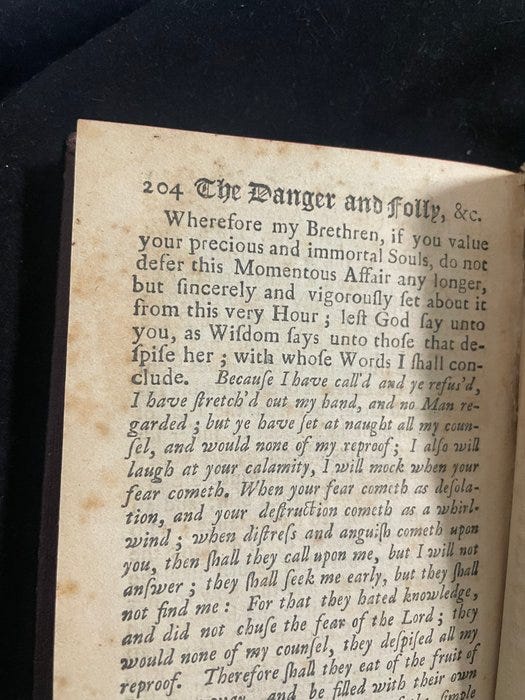 204 The Danger and Folly, &c.
Wherefore my Brethren, if you value
your precious and immortal Souls, do not
defer this Momentous Affair any longer,
but ſincerely and vigorouſly ſet about it
from this very Hour; leſt God ſay unto
you, as Wiſdom ſays unto thoſe that de-
ſpiſe her; with whoſe Words I ſhall con-
clude. Becauſe I have call'd and ye refus'd,
I have ſtretch'd out my hand, and no Man re-
garded; but ye have ſet at naught all my coun-
ſel, and would none of my reproof; I alſo will
laugh at your calamity, I will mock when your
fear cometh. When your fear cometh as deſola-
tion, and your deſtruction cometh as a whirl-
wind; when diſtreſs and anguiſh cometh upon
you, then ſhall they call upon me, but I will not
anſwer; they ſhall ſeek me early, but they ſhall
not find me: For that they hated knowledge,
and did not chuſe the fear of the Lord; they
would none of my counſel, they deſpiſed all my
reproof. Therefore ſhall they eat of the fruit of
and be filled with their own
ſimple